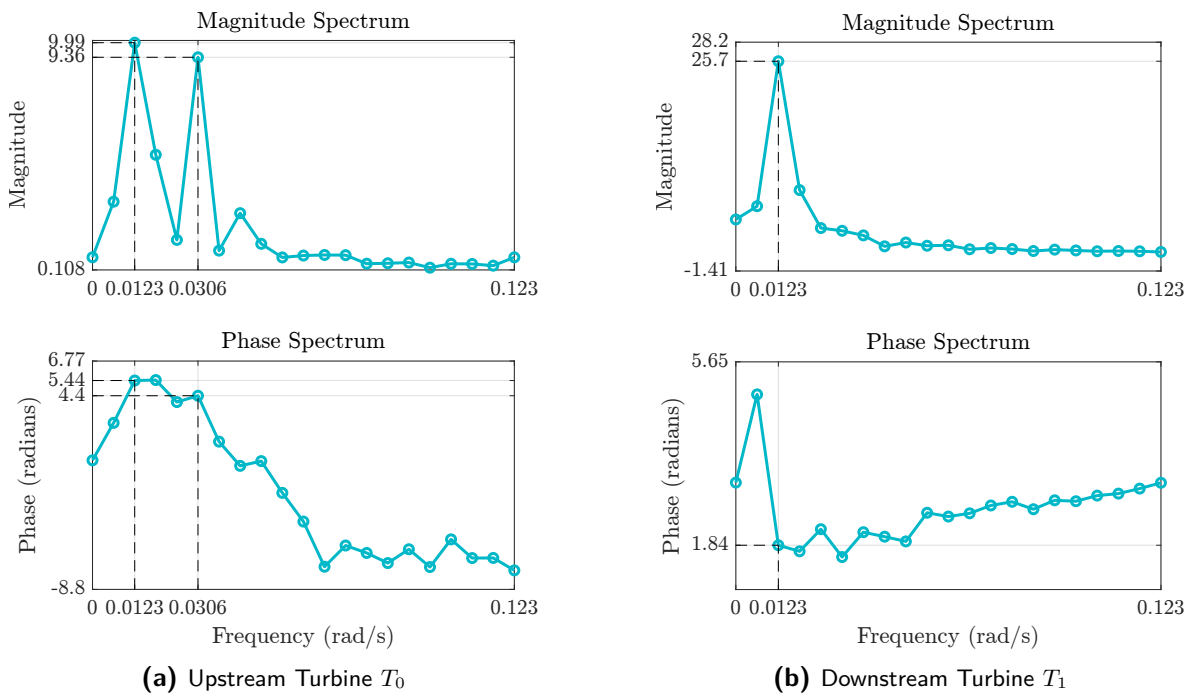 Magnitude Spectrum
9.99
9.36
Magnitude
0.108
0 0.0123 0.0306 0.123
Phase Spectrum
6.77
5.44
4.4
Phase (radians)
-8.8
0 0.0123 0.0306 0.123
Frequency (rad/s)
(a) Upstream Turbine T0
Magnitude Spectrum
28.2
25.7
Magnitude
-1.41
0 0.0123 0.123
Phase Spectrum
5.65
Phase (radians)
1.84
0 0.0123 0.123
Frequency (rad/s)
(b) Downstream Turbine T1